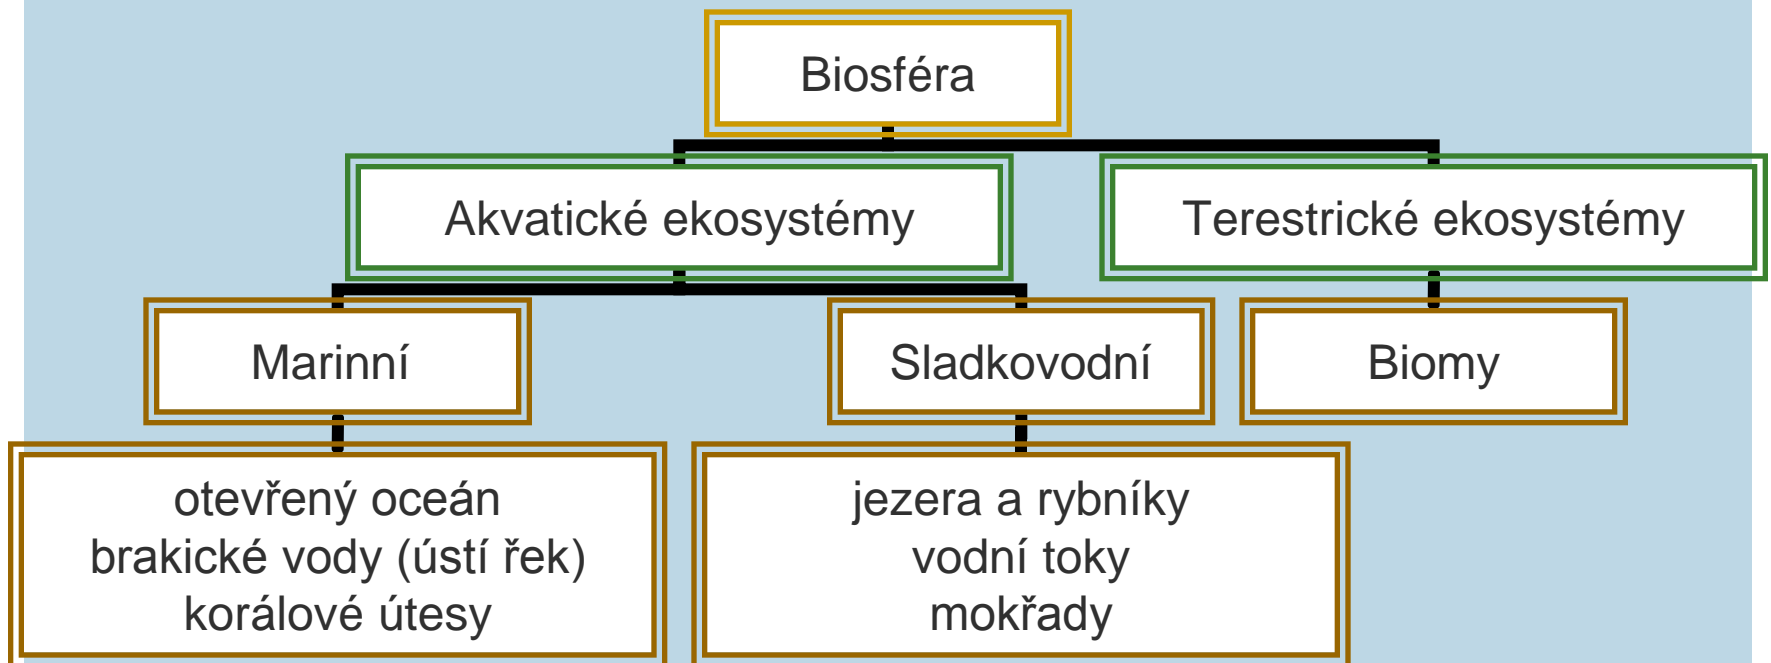 Biosféra
Akvatické ekosystémy
Terestrické ekosystémy
Marinní
Sladkovodní
Biomy
otevřený oceán
brakické vody (ústí řek)
korálové útesy
jezera a rybníky
vodní toky
mokřady